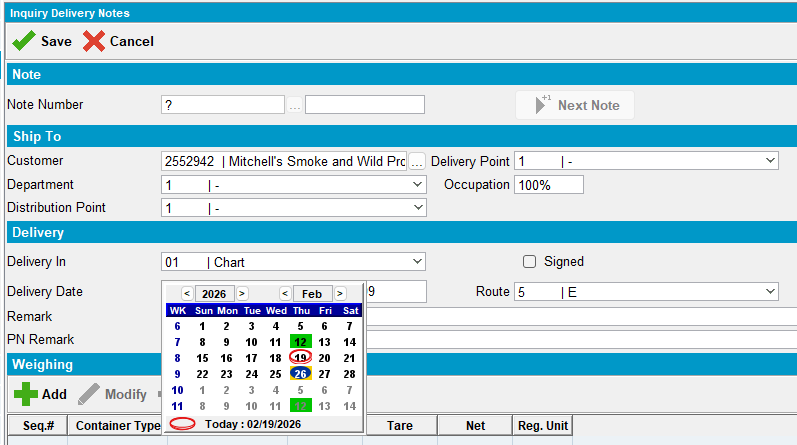 Inquiry Delivery Notes
Save Cancel
Note
Note Number ? ... +1 Next Note
Ship To
Customer 2552942 | Mitchell's Smoke and Wild Pro ... Delivery Point 1 | -
Department 1 | - Occupation 100%
Distribution Point 1 | -
Delivery
Delivery In 01 | Chart Signed
Delivery Date 9 Route 5 | E
< 2026 > < Feb >
Remark
WK Sun Mon Tue Wed Thu Fri Sat
6 1 2 3 4 5 6 7
PN Remark
7 8 9 10 11 12 13 14
Weighing
8 15 16 17 18 19 20 21
9 22 23 24 25 26 27 28
Add Modify
10 1 2 3 4 5 6 7
11 8 9 10 11 12 13 14
Seq.# Container Type Tare Net Reg. Unit
Today : 02/19/2026